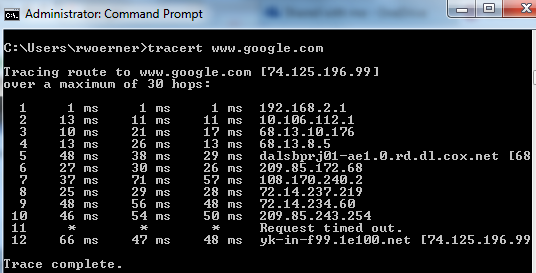 Administrator: Command Prompt
C:\Users\rwoerner>tracert www.google.com
Tracing route to www.google.com [74.125.196.99]
over a maximum of 30 hops:
1 1 ms 1 ms 1 ms 192.168.2.1
2 13 ms 11 ms 11 ms 10.106.112.1
3 10 ms 21 ms 17 ms 68.13.10.176
4 13 ms 26 ms 13 ms 68.13.8.5
5 48 ms 38 ms 29 ms dalsbprj01-ae1.0.rd.dl.cox.net [68
6 27 ms 30 ms 26 ms 209.85.172.68
7 37 ms 71 ms 57 ms 108.170.240.2
8 25 ms 29 ms 28 ms 72.14.237.219
9 48 ms 56 ms 48 ms 72.14.234.60
10 46 ms 54 ms 50 ms 209.85.243.254
11 * * * Request timed out.
12 66 ms 47 ms 48 ms yk-in-f99.1e100.net [74.125.196.99
Trace complete.